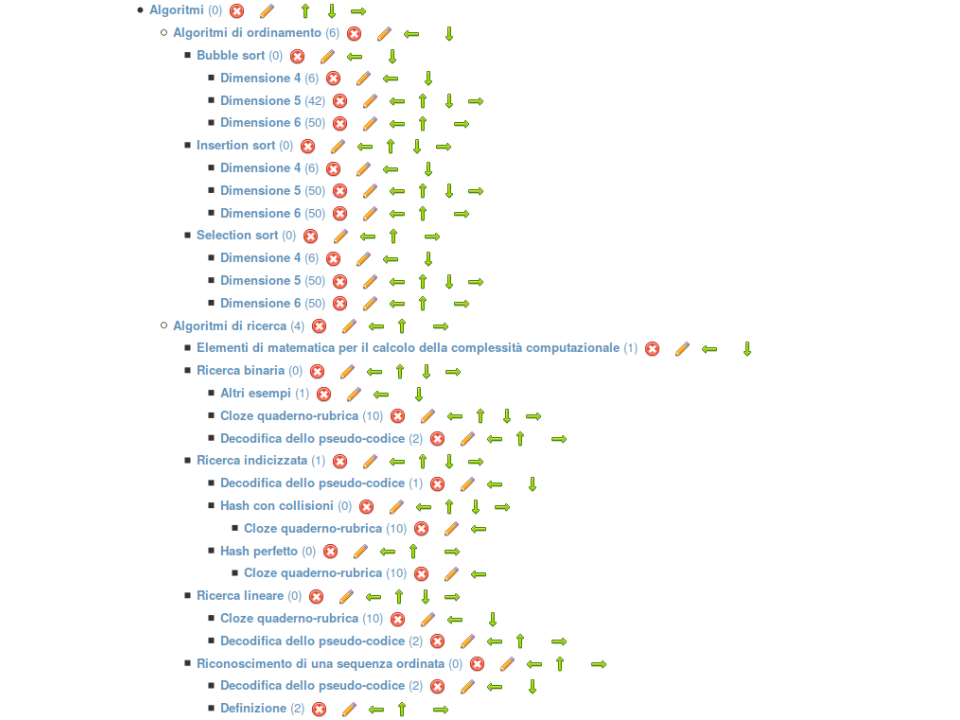 Algoritmi (0)
Algoritmi di ordinamento (6)
Bubble sort (0)
Dimensione 4 (6)
Dimensione 5 (42)
Dimensione 6 (50)
Insertion sort (0)
Dimensione 4 (6)
Dimensione 5 (50)
Dimensione 6 (50)
Selection sort (0)
Dimensione 4 (6)
Dimensione 5 (50)
Dimensione 6 (50)
Algoritmi di ricerca (4)
Elementi di matematica per il calcolo della complessità computazionale (1)
Ricerca binaria (0)
Altri esempi (1)
Cloze quaderno-rubrica (10)
Decodifica dello pseudo-codice (2)
Ricerca indicizzata (1)
Decodifica dello pseudo-codice (1)
Hash con collisioni (0)
Cloze quaderno-rubrica (10)
Hash perfetto (0)
Cloze quaderno-rubrica (10)
Ricerca lineare (0)
Cloze quaderno-rubrica (10)
Decodifica dello pseudo-codice (2)
Riconoscimento di una sequenza ordinata (0)
Decodifica dello pseudo-codice (2)
Definizione (2)